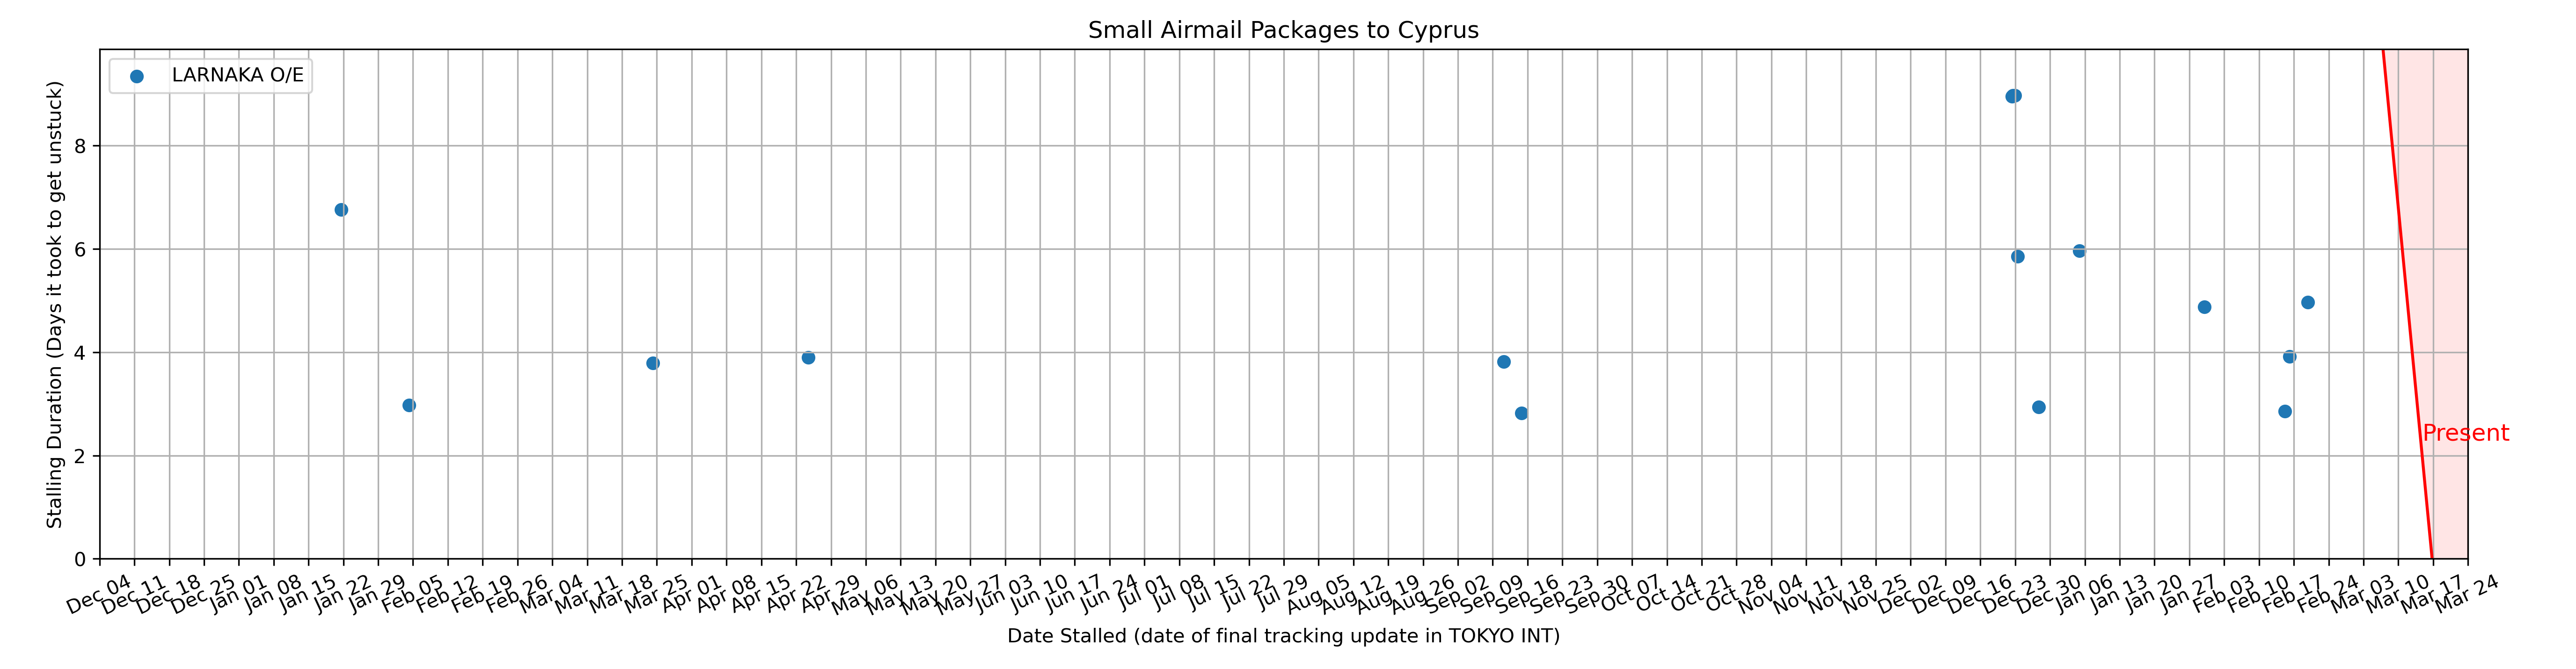 Small Airmail Packages to Cyprus
LARNAKA O/E
Stalling Duration (Days it took to get unstuck)
8
6
4
2
0
Present
Dec 04 Dec 11 Dec 18 Dec 25 Jan 01 Jan 08 Jan 15 Jan 22 Jan 29 Feb 05 Feb 12 Feb 19 Feb 26 Mar 04 Mar 11 Mar 18 Mar 25 Apr 01 Apr 08 Apr 15 Apr 22 Apr 29 May 06 May 13 May 20 May 27 Jun 03 Jun 10 Jun 17 Jun 24 Jul 01 Jul 08 Jul 15 Jul 22 Jul 29 Aug 05 Aug 12 Aug 19 Aug 26 Sep 02 Sep 09 Sep 16 Sep 23 Sep 30 Oct 07 Oct 14 Oct 21 Oct 28 Nov 04 Nov 11 Nov 18 Nov 25 Dec 02 Dec 09 Dec 16 Dec 23 Dec 30 Jan 06 Jan 13 Jan 20 Jan 27 Feb 03 Feb 10 Feb 17 Feb 24 Mar 03 Mar 10 Mar 17 Mar 24
Date Stalled (date of final tracking update in TOKYO INT)